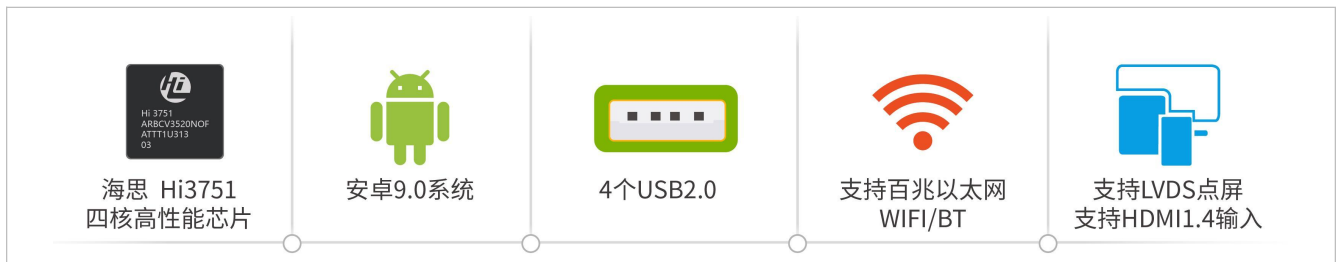 Hi
Hi 3751
ARBCV3520NOF
ATTT1U313
03
海思 Hi3751
四核高性能芯片
安卓9.0系统
4个USB2.0
支持百兆以太网
WIFI/BT
支持LVDS点屏
支持HDMI1.4输入